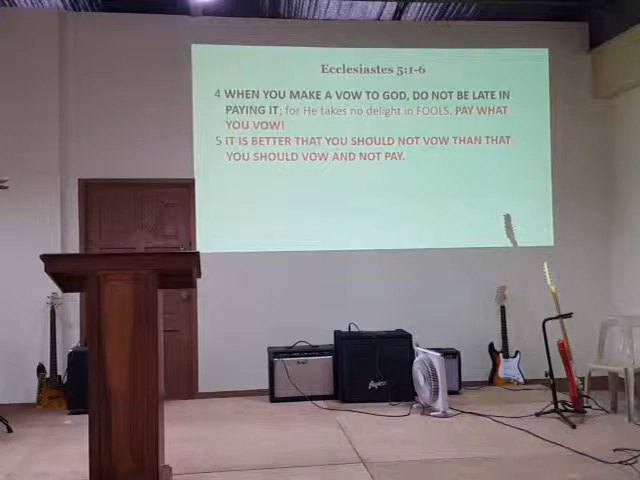 Ecclesiastes 5:1-6
4 WHEN YOU MAKE A VOW TO GOD, DO NOT BE LATE IN
PAYING IT; for He takes no delight in FOOLS. PAY WHAT
YOU VOW!
5 IT IS BETTER THAT YOU SHOULD NOT VOW THAN THAT
YOU SHOULD VOW AND NOT PAY.